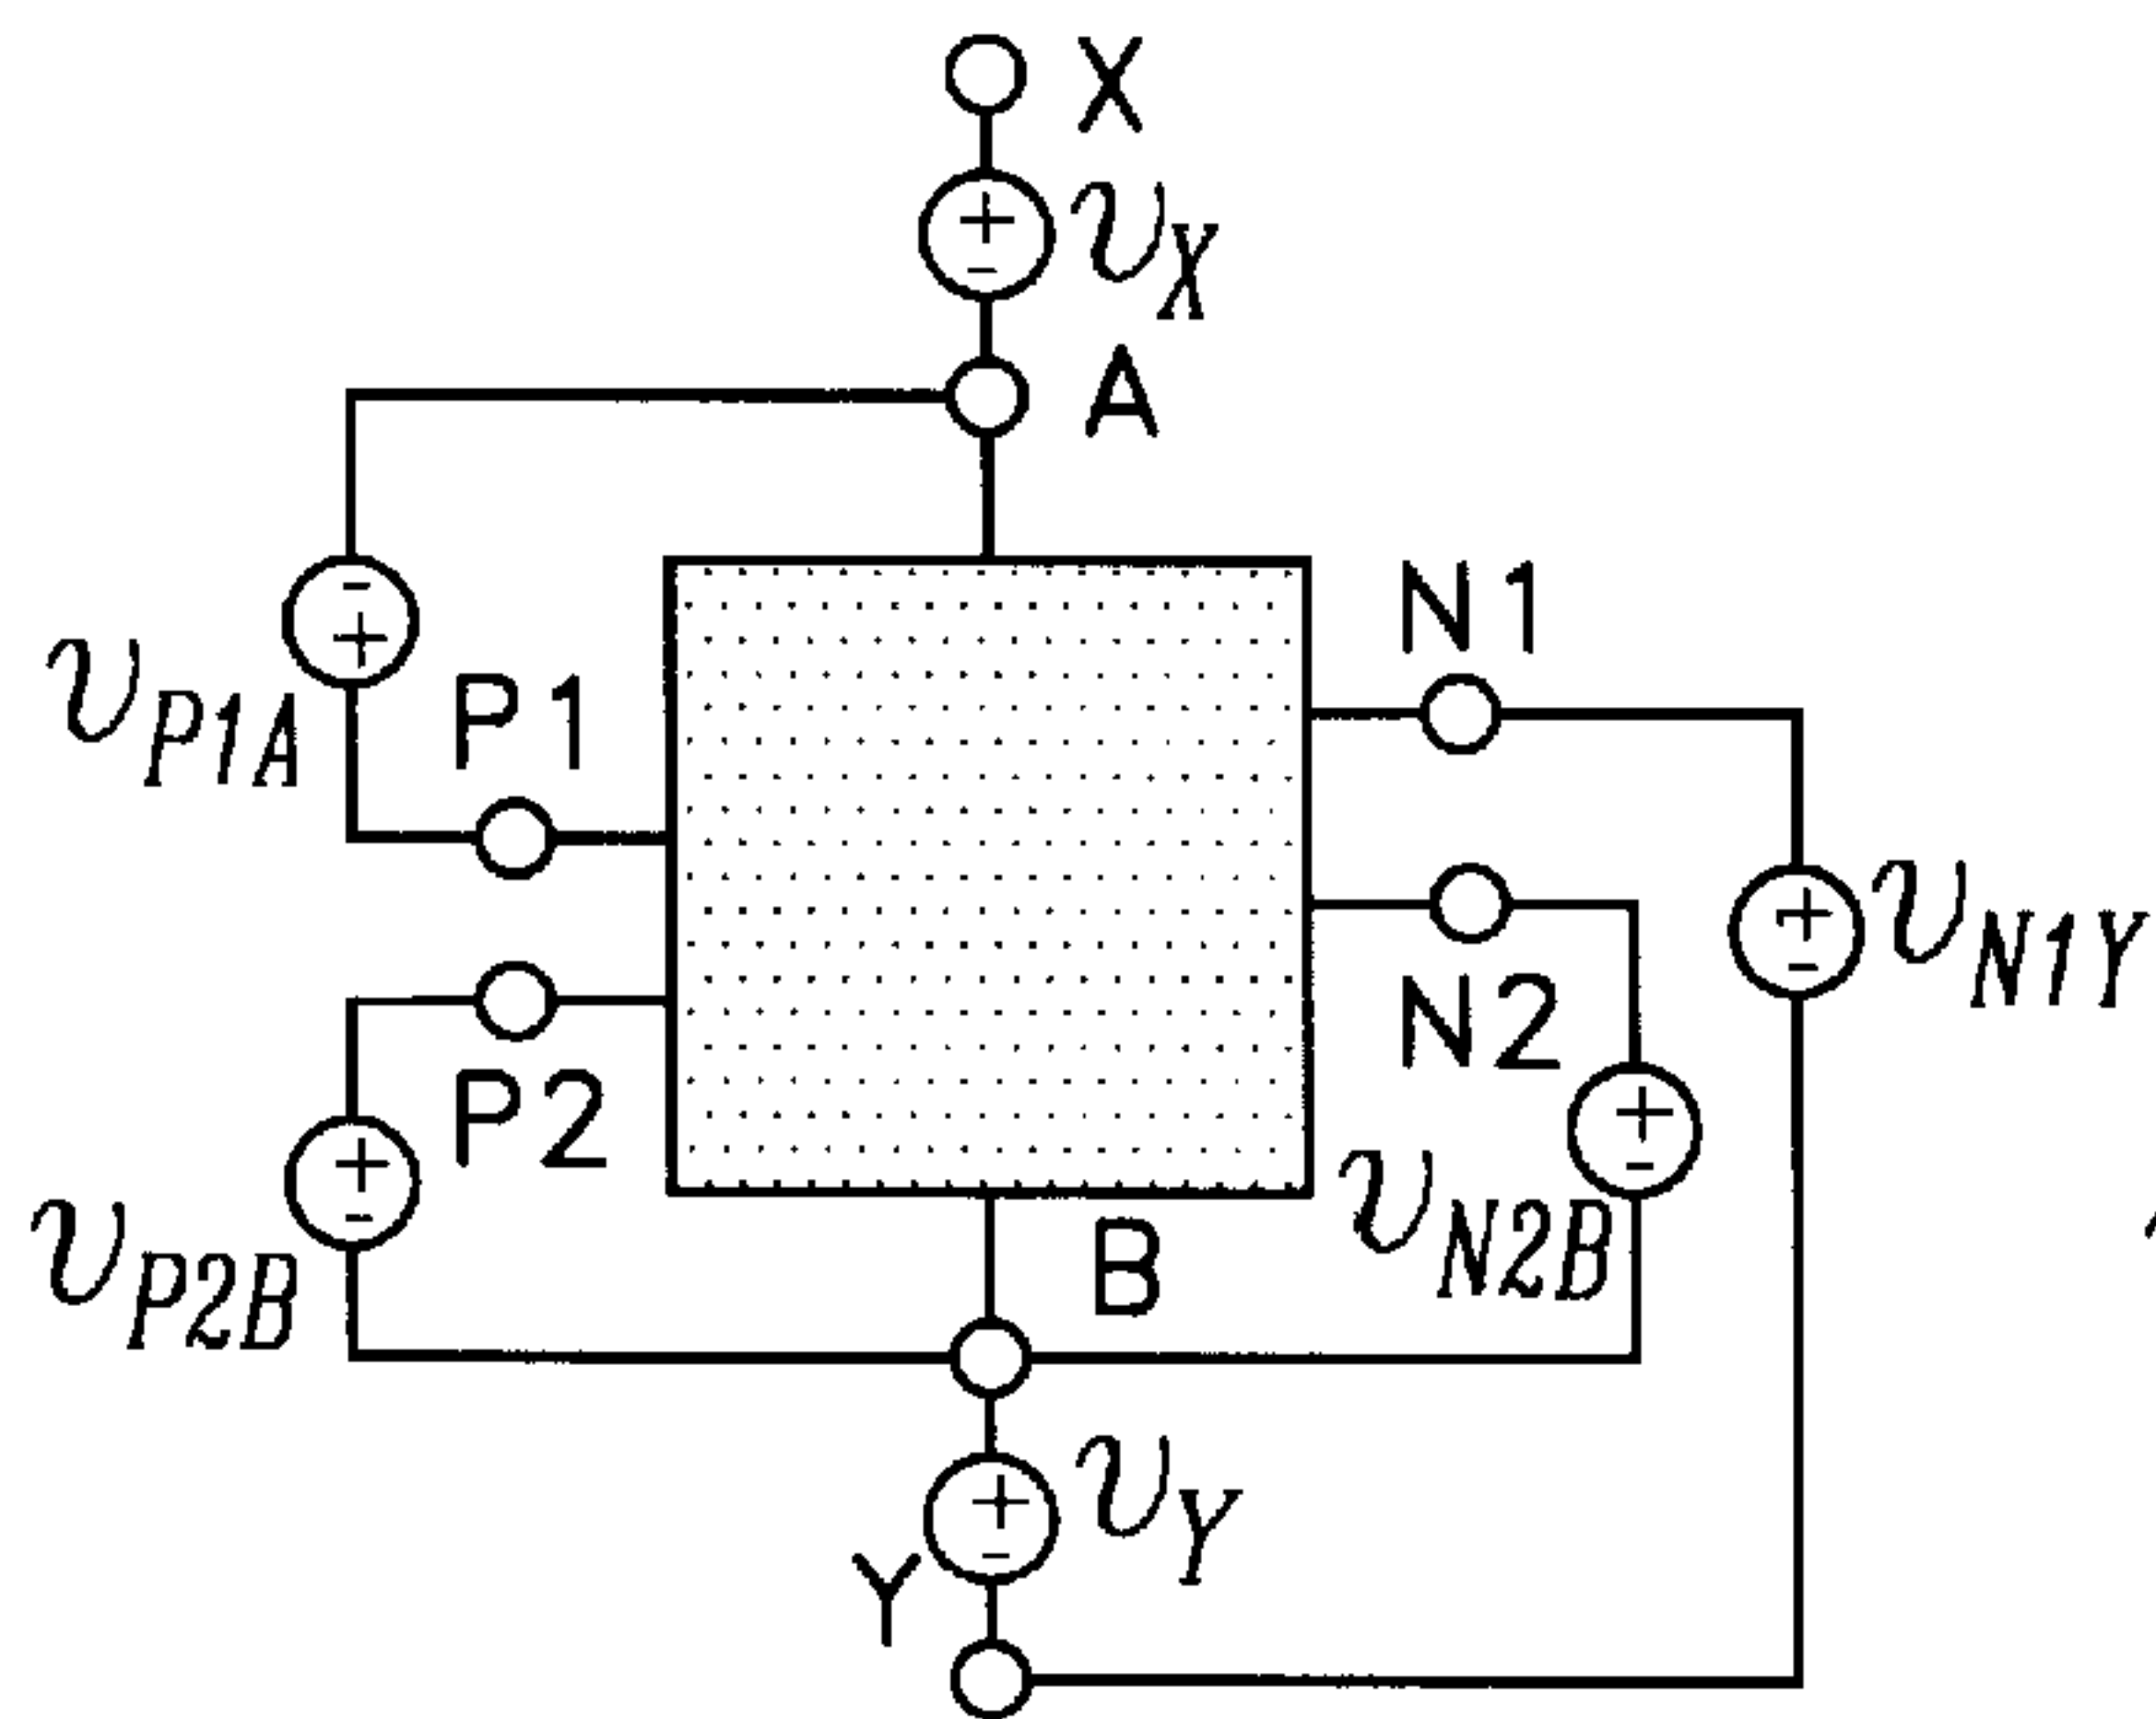 X
+
-
v_X
A
-
+
v_P1A
P1
N1
+
-
v_N1Y
N2
P2
+
-
v_P2B
+
-
v_N2B
B
+
-
v_Y
Y